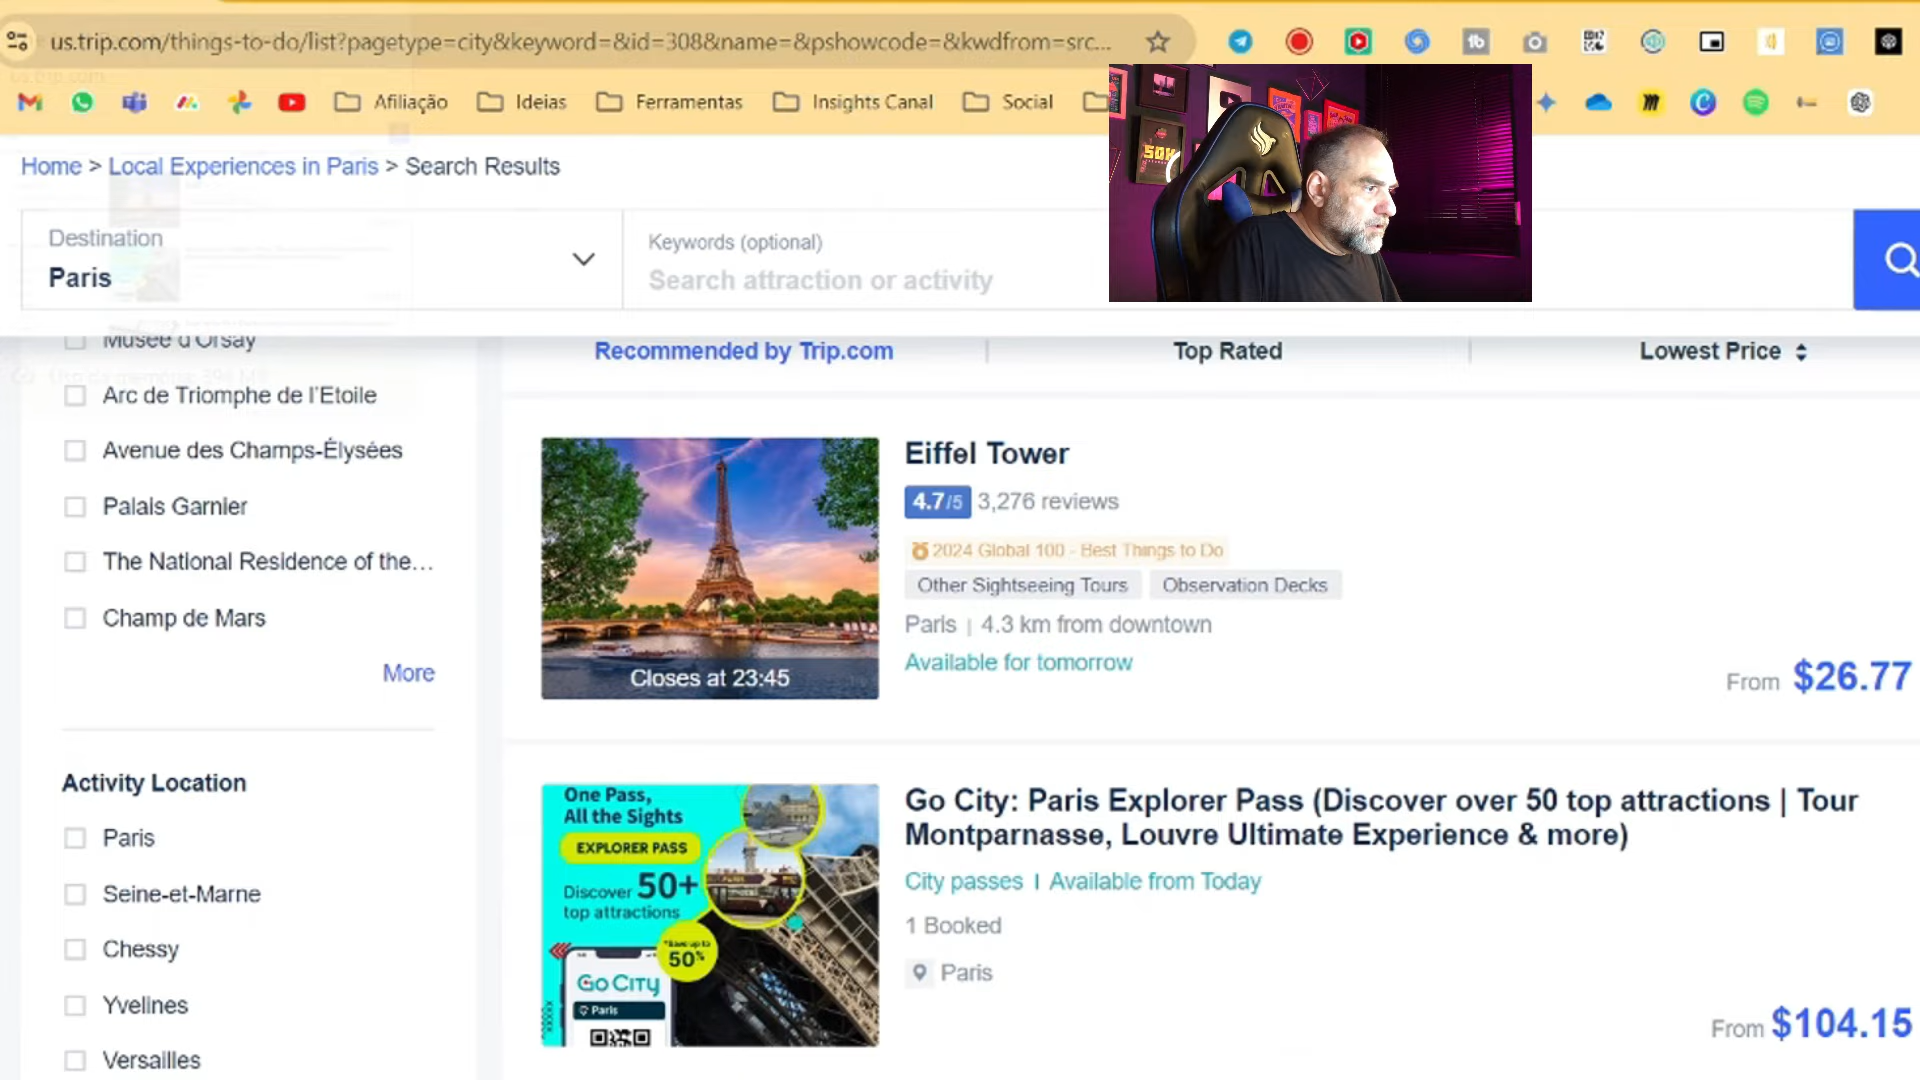 us.trip.com/things-to-do/list?pagetype=city&keyword=&id=308&name=&pshowcode=&kwdfrom=src...
Afiliação
Ideias
Ferramentas
Insights Canal
Social
Home > Local Experiences in Paris > Search Results
Destination
Paris
Keywords (optional)
Search attraction or activity
50K
Musée d'Orsay
Arc de Triomphe de l'Etoile
Avenue des Champs-Élysées
Palais Garnier
The National Residence of the...
Champ de Mars
More
Activity Location
Paris
Seine-et-Marne
Chessy
Yvelines
Versailles
Recommended by Trip.com
Top Rated
Lowest Price
Closes at 23:45
Eiffel Tower
4.7/5 3,276 reviews
2024 Global 100 - Best Things to Do
Other Sightseeing Tours
Observation Decks
Paris | 4.3 km from downtown
Available for tomorrow
From $26.77
One Pass,
All the Sights
EXPLORER PASS
Discover 50+
top attractions
*Save up to
50%
GO CITY
Paris
Go City: Paris Explorer Pass (Discover over 50 top attractions | Tour
Montparnasse, Louvre Ultimate Experience & more)
City passes | Available from Today
1 Booked
Paris
From $104.15